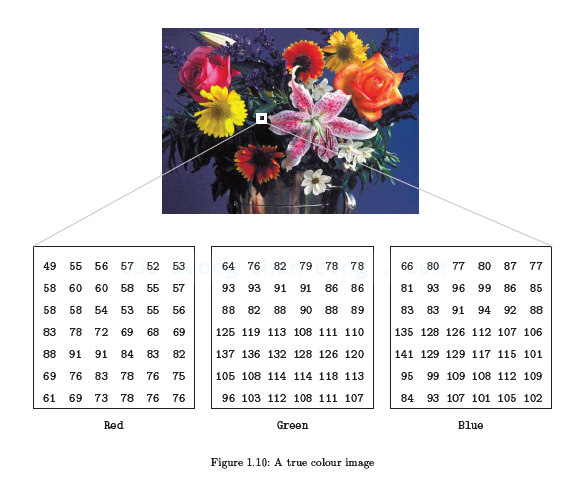 49 55 56 57 52 53 64 76 82 79 78 78 66 80 77 80 87 77
58 60 60 58 55 57 93 93 91 91 86 86 81 93 96 99 86 85
58 58 54 53 55 56 88 82 88 90 88 89 83 83 91 94 92 88
83 78 72 69 68 69 125 119 113 108 111 110 135 128 126 112 107 106
88 91 91 84 83 82 137 136 132 128 126 120 141 129 129 117 115 101
69 76 83 78 76 75 105 108 114 114 118 113 95 99 109 108 112 109
61 69 73 78 76 76 96 103 112 108 111 107 84 93 107 101 105 102
Red Green Blue
Figure 1.10: A true colour image